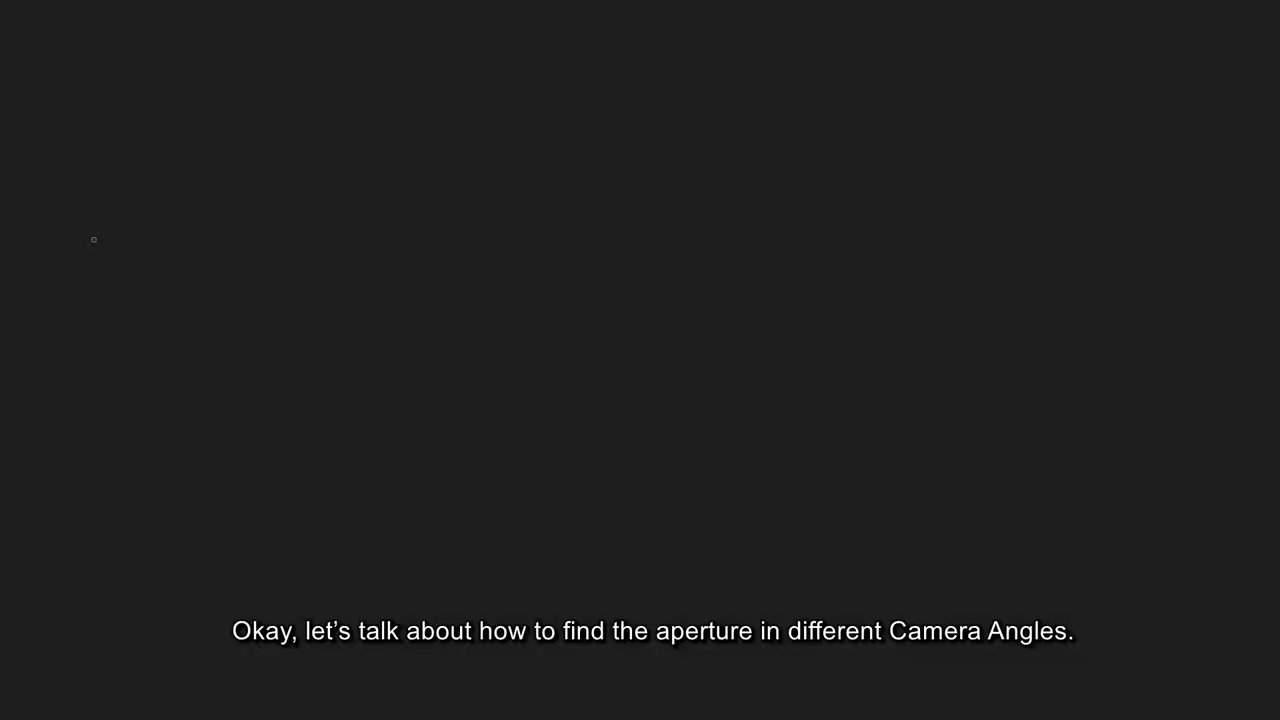 Okay, let’s talk about how to find the aperture in different Camera Angles.